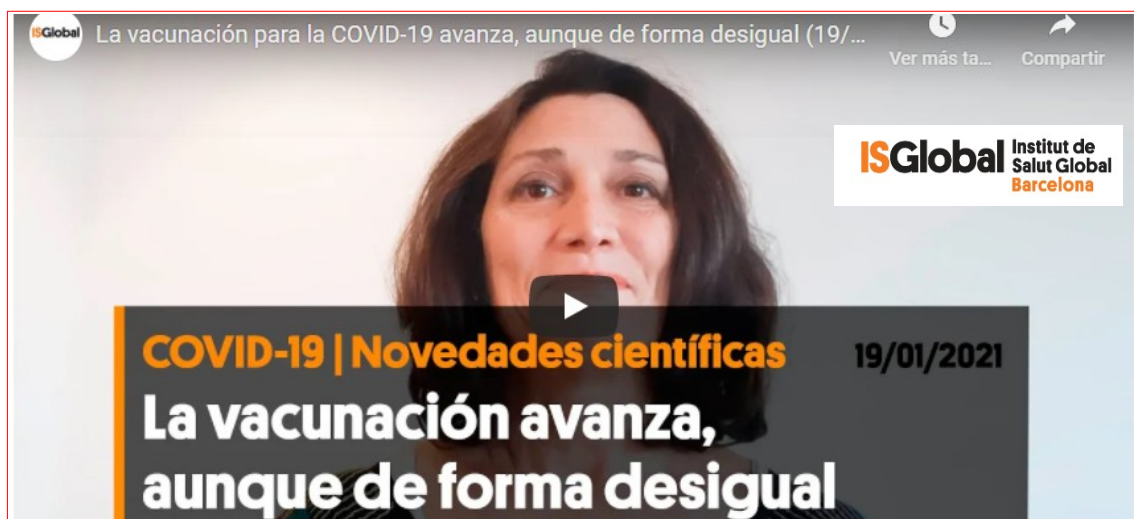 ISGlobal
La vacunación para la COVID-19 avanza, aunque de forma desigual (19/...
Ver más ta...
Compartir
ISGlobal
Institut de
Salut Global
Barcelona
COVID-19 | Novedades científicas
19/01/2021
La vacunación avanza,
aunque de forma desigual